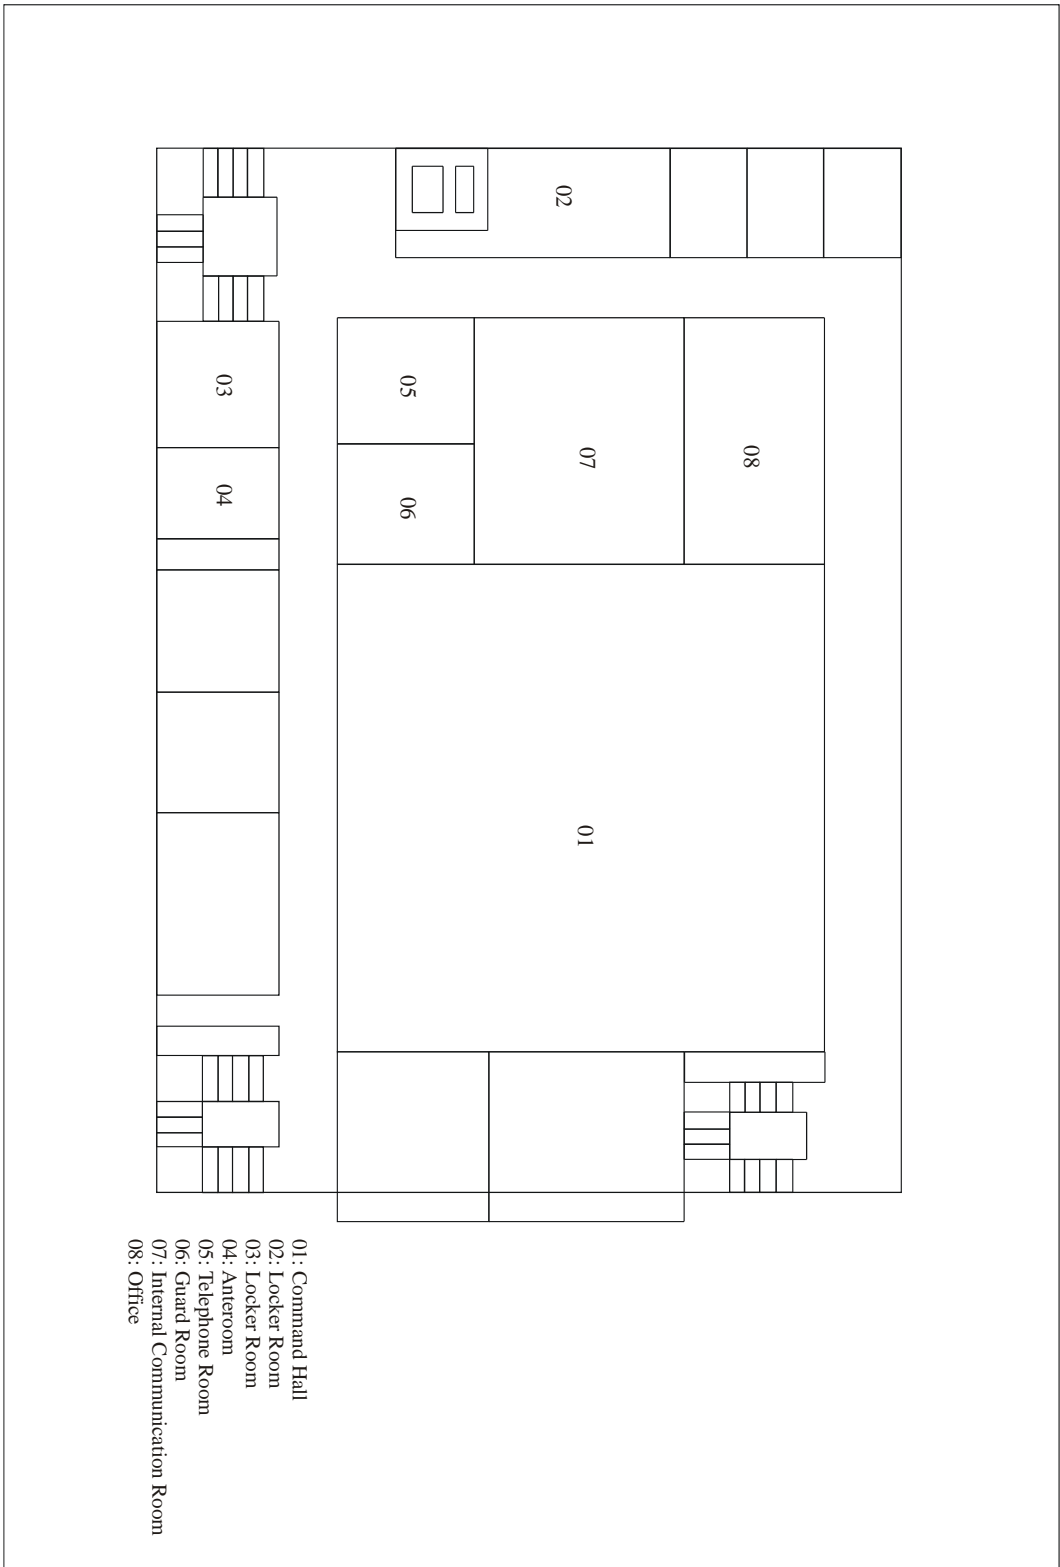 02
03
04
05
06
07
08
01
01: Command Hall
02: Locker Room
03: Locker Room
04: Anteroom
05: Telephone Room
06: Guard Room
07: Internal Communication Room
08: Office